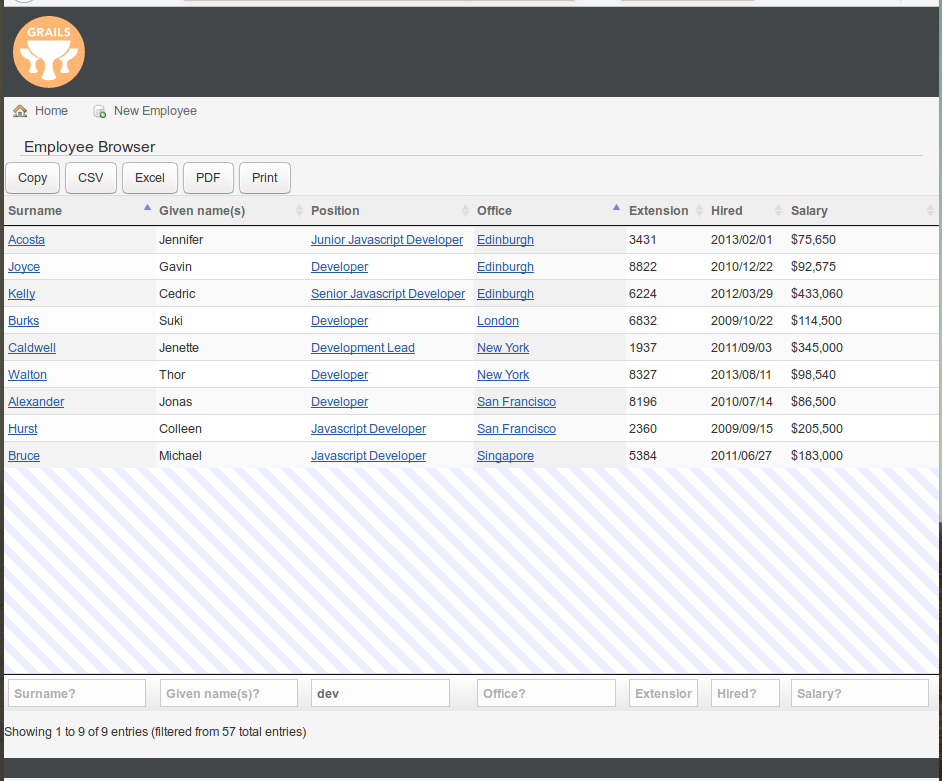 GRAILS
Home New Employee
Employee Browser
Copy CSV Excel PDF Print
Surname Given name(s) Position Office Extension Hired Salary
Acosta Jennifer Junior Javascript Developer Edinburgh 3431 2013/02/01 $75,650
Joyce Gavin Developer Edinburgh 8822 2010/12/22 $92,575
Kelly Cedric Senior Javascript Developer Edinburgh 6224 2012/03/29 $433,060
Burks Suki Developer London 6832 2009/10/22 $114,500
Caldwell Jenette Development Lead New York 1937 2011/09/03 $345,000
Walton Thor Developer New York 8327 2013/08/11 $98,540
Alexander Jonas Developer San Francisco 8196 2010/07/14 $86,500
Hurst Colleen Javascript Developer San Francisco 2360 2009/09/15 $205,500
Bruce Michael Javascript Developer Singapore 5384 2011/06/27 $183,000
Surname? Given name(s)? dev Office? Extension Hired? Salary?
Showing 1 to 9 of 9 entries (filtered from 57 total entries)